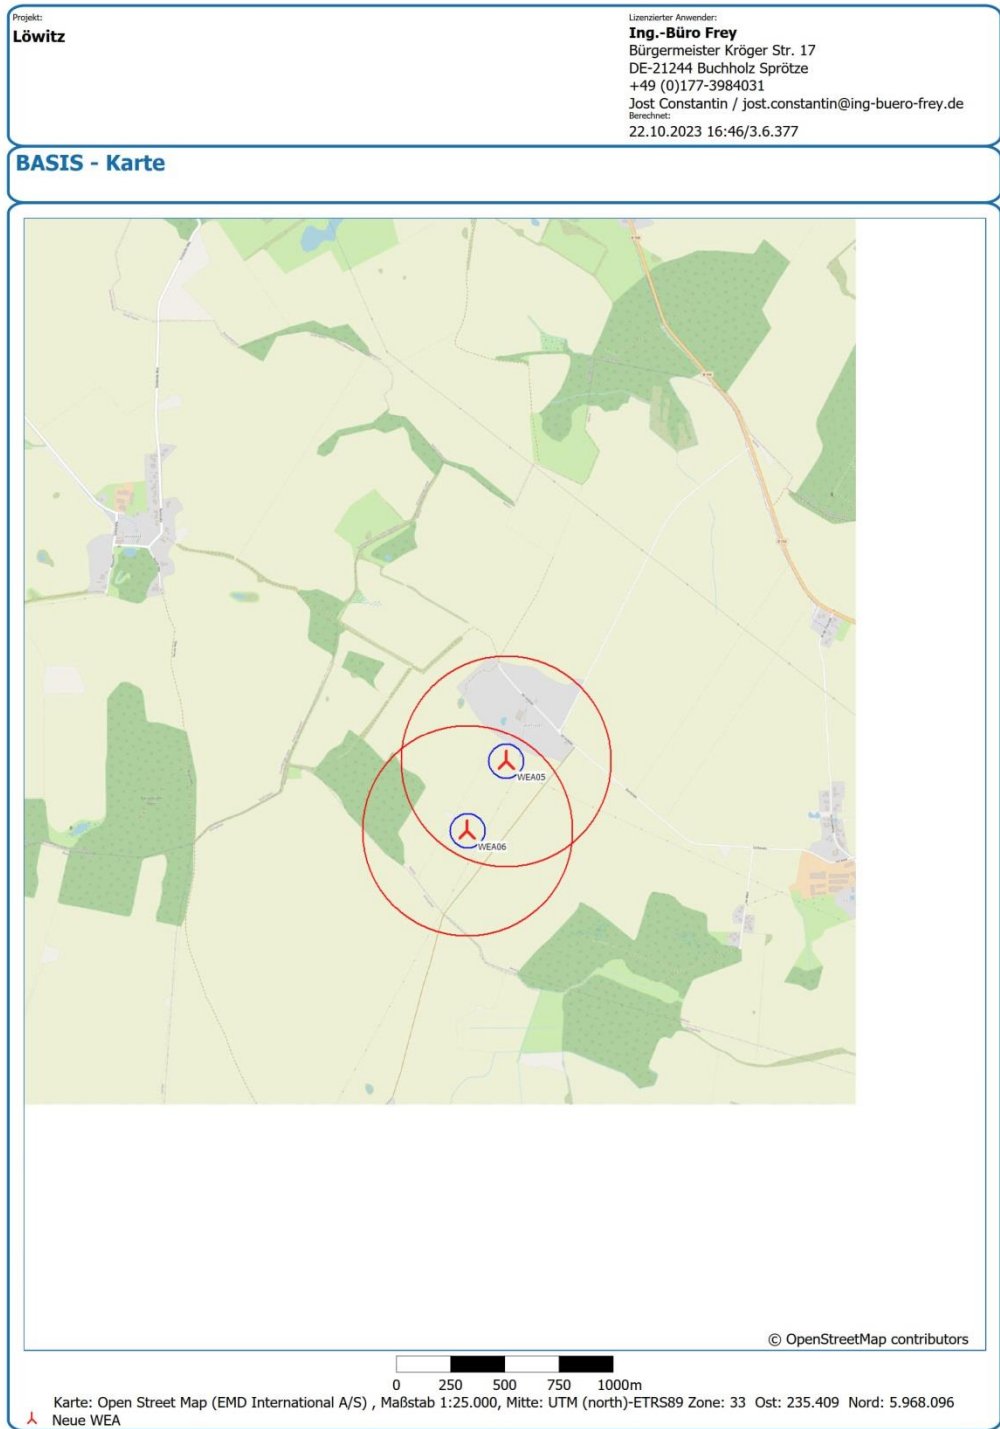 Projekt:
Löwitz
Lizenzierter Anwender:
Ing.-Büro Frey
Bürgermeister Kröger Str. 17
DE-21244 Buchholz Sprötze
+49 (0)177-3984031
Jost Constantin / jost.constantin@ing-buero-frey.de
Berechnet:
22.10.2023 16:46/3.6.377
BASIS - Karte
WEA05
WEA06
© OpenStreetMap contributors
0 250 500 750 1000m
Karte: Open Street Map (EMD International A/S) , Maßstab 1:25.000, Mitte: UTM (north)-ETRS89 Zone: 33 Ost: 235.409 Nord: 5.968.096
Neue WEA